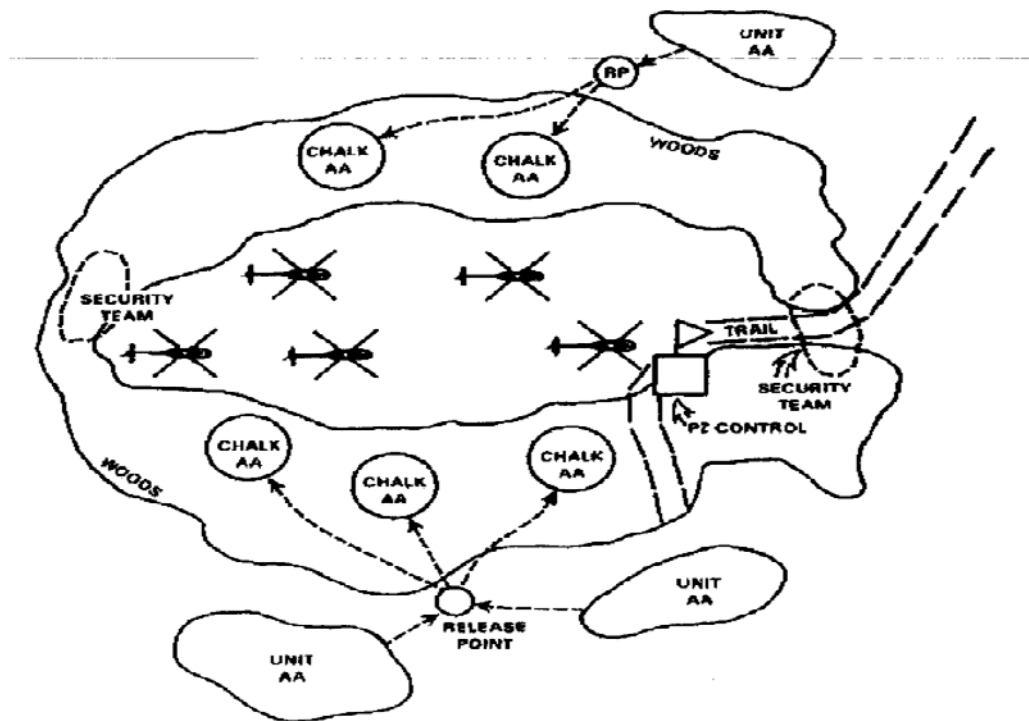 UNIT
AA
RP
CHALK
AA
CHALK
AA
WOODS
SECURITY
TEAM
TRAIL
SECURITY
TEAM
PZ CONTROL
CHALK
AA
CHALK
AA
CHALK
AA
WOODS
UNIT
AA
RELEASE
POINT
UNIT
AA